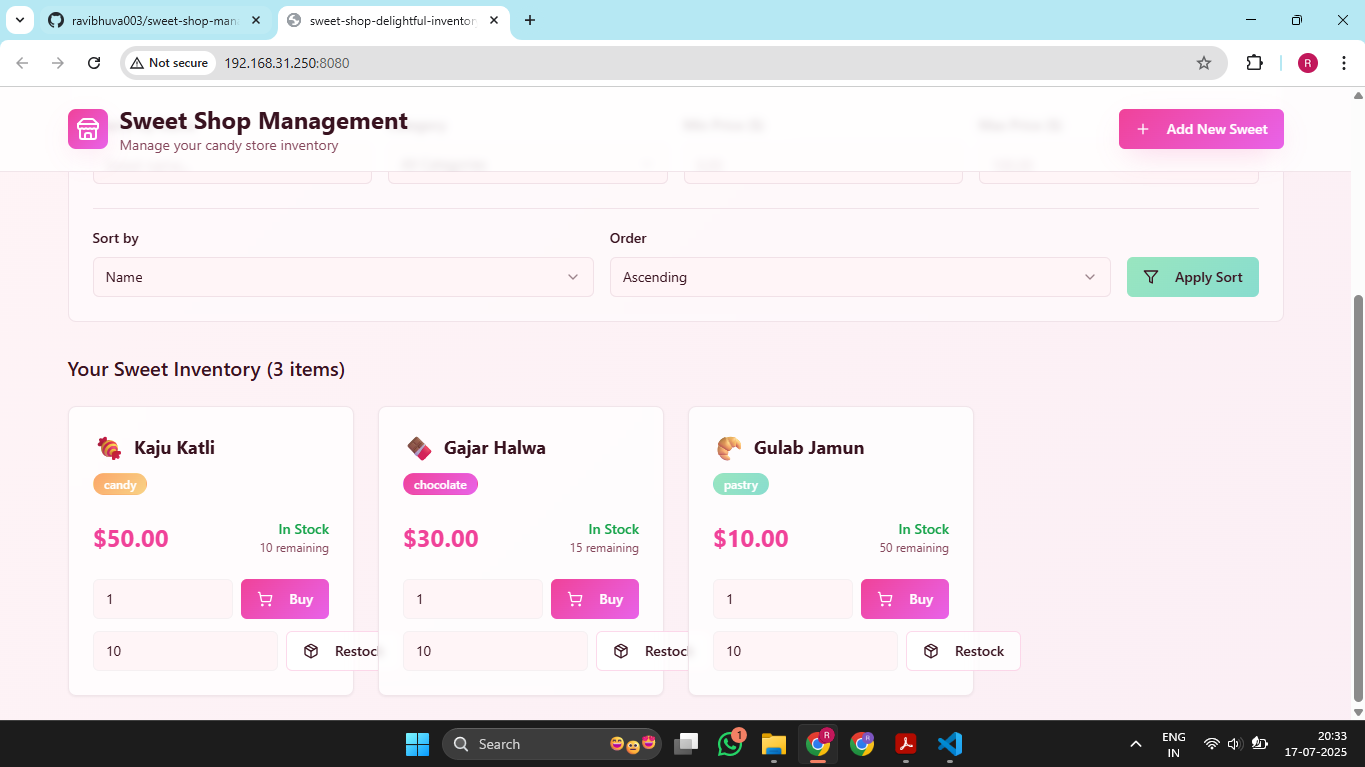 ravibhuva003/sweet-shop-man
sweet-shop-delightful-inventor
Not secure
192.168.31.250:8080
R
Sweet Shop Management
Manage your candy store inventory
Add New Sweet
Sort by
Order
Name
Ascending
Apply Sort
Your Sweet Inventory (3 items)
Kaju Katli
candy
$50.00
In Stock
10 remaining
1
Buy
10
Restoc
Gajar Halwa
chocolate
$30.00
In Stock
15 remaining
1
Buy
10
Restoc
Gulab Jamun
pastry
$10.00
In Stock
50 remaining
1
Buy
10
Restock
Search
1
R
ENG
IN
20:33
17-07-2025